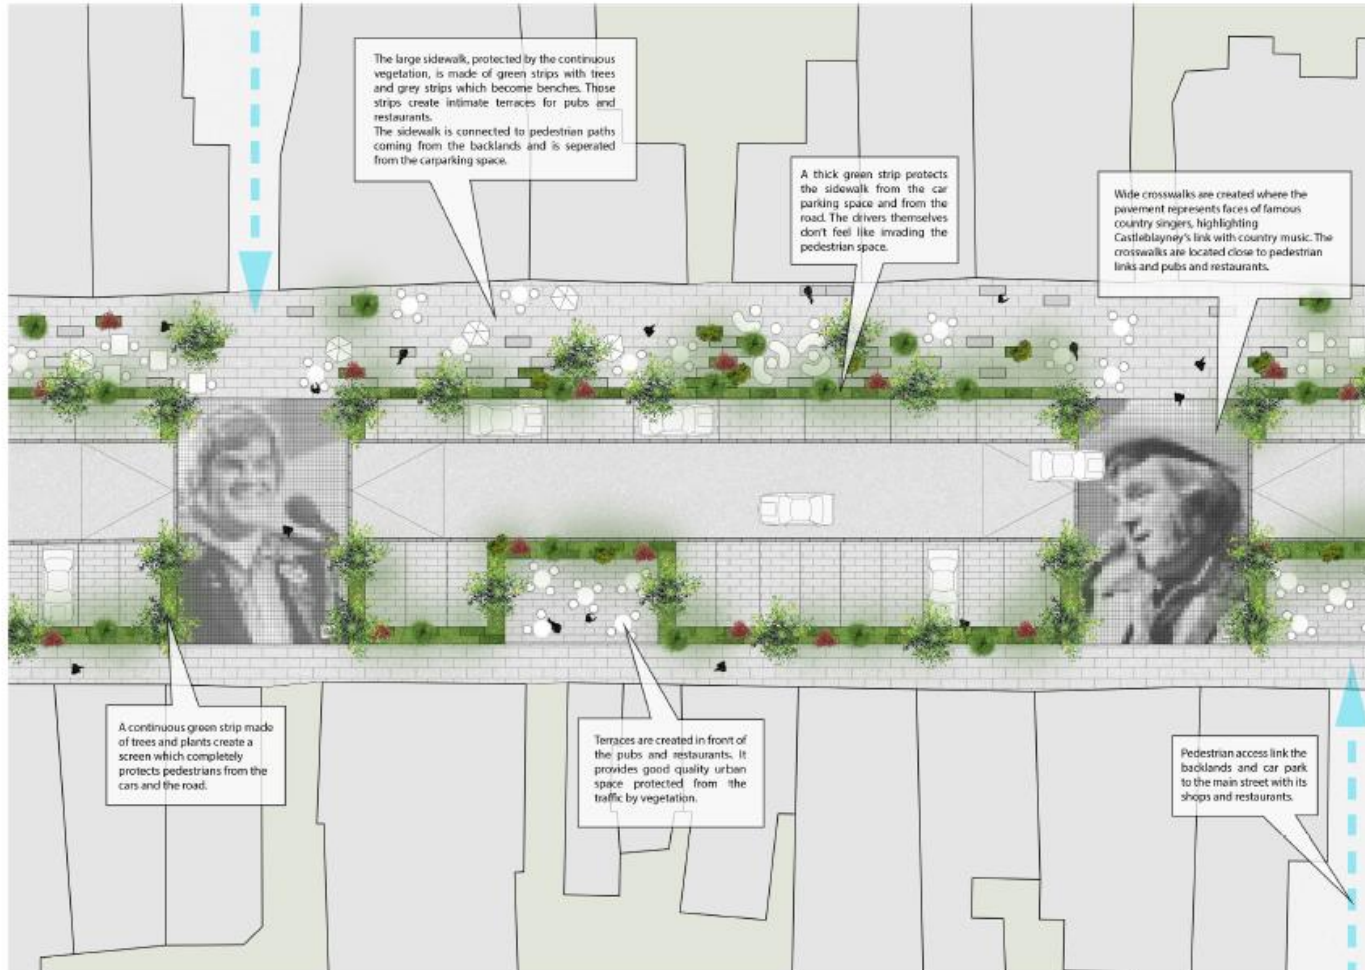 The large sidewalk, protected by the continuous
vegetation, is made of green strips with trees
and grey strips which become benches. Those
strips create intimate terraces for pubs and
restaurants.
The sidewalk is connected to pedestrian paths
coming from the backlands and is seperated
from the carparking space.
A thick green strip protects
the sidewalk from the car
parking space and from the
road. The drivers themselves
don't feel like invading the
pedestrian space.
Wide crosswalks are created where the
pavement represents faces of famous
country singers, highlighting
Castleblayney's link with country music. The
crosswalks are located close to pedestrian
links and pubs and restaurants.
A continuous green strip made
of trees and plants create a
screen which completely
protects pedestrians from the
cars and the road.
Terraces are created in front of
the pubs and restaurants. It
provides good quality urban
space protected from the
traffic by vegetation.
Pedestrian access link the
backlands and car park
to the main street with its
shops and restaurants.